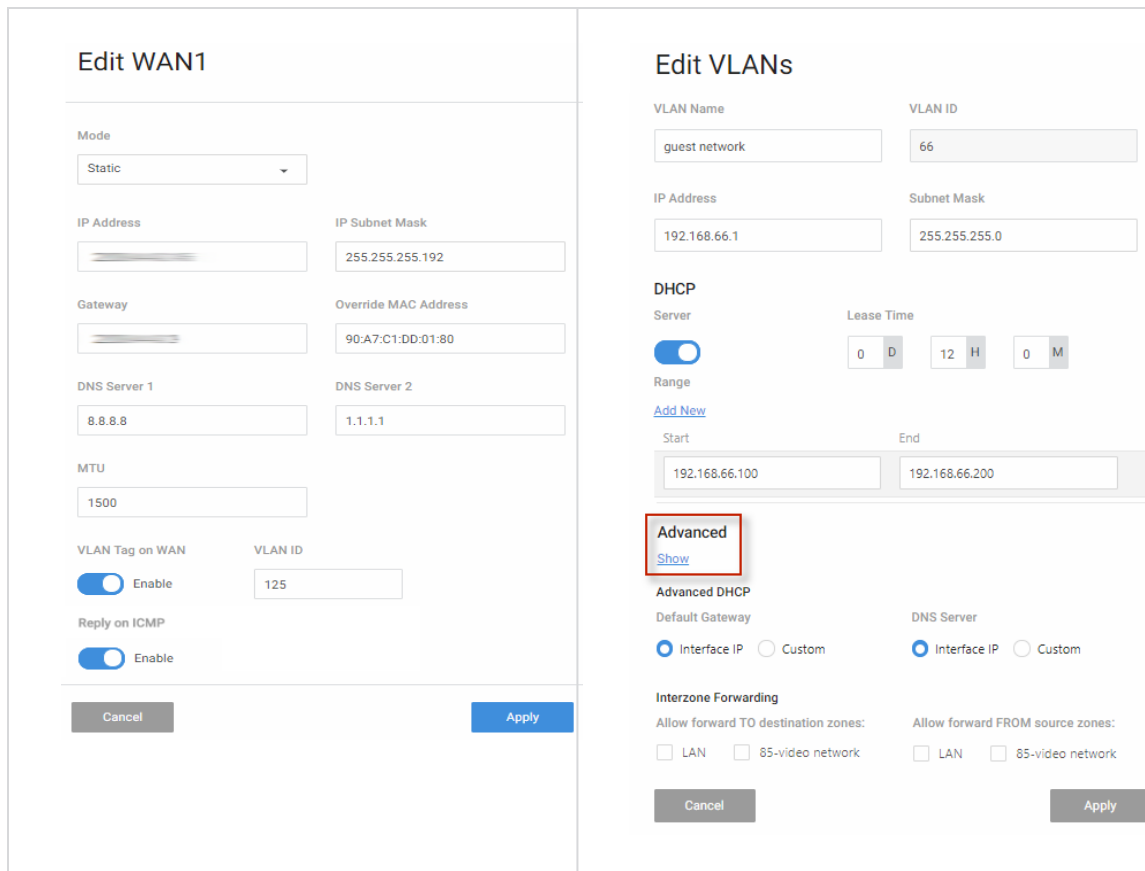 Edit WAN1
Mode
Static
IP Address IP Subnet Mask
255.255.255.192
Gateway Override MAC Address
90:A7:C1:DD:01:80
DNS Server 1 DNS Server 2
8.8.8.8 1.1.1.1
MTU
1500
VLAN Tag on WAN VLAN ID
Enable 125
Reply on ICMP
Enable
Cancel Apply
Edit VLANs
VLAN Name VLAN ID
guest network 66
IP Address Subnet Mask
192.168.66.1 255.255.255.0
DHCP
Server Lease Time
0 D 12 H 0 M
Range
Add New
Start End
192.168.66.100 192.168.66.200
Advanced
Show
Advanced DHCP
Default Gateway DNS Server
Interface IP Custom Interface IP Custom
Interzone Forwarding
Allow forward TO destination zones: Allow forward FROM source zones:
LAN 85-video network LAN 85-video network
Cancel Apply